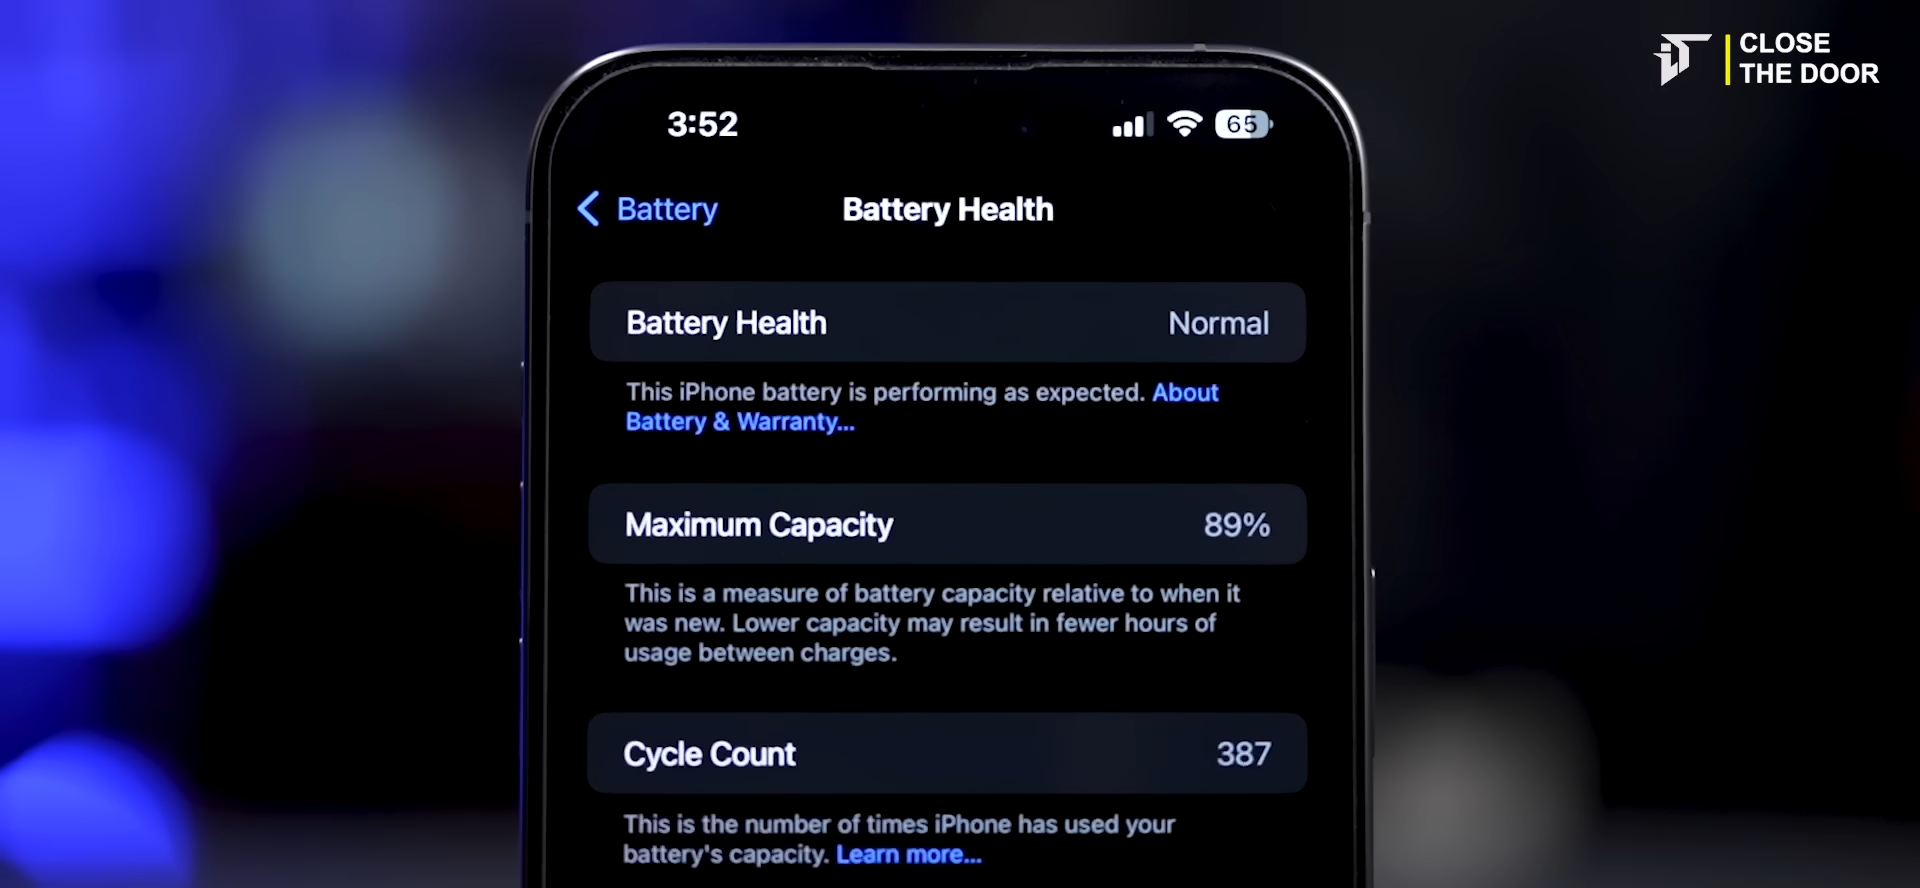 CLOSE
THE DOOR
3:52
65
Battery
Battery Health
Battery Health
Normal
This iPhone battery is performing as expected. About
Battery & Warranty...
Maximum Capacity
89%
This is a measure of battery capacity relative to when it
was new. Lower capacity may result in fewer hours of
usage between charges.
Cycle Count
387
This is the number of times iPhone has used your
battery's capacity. Learn more...